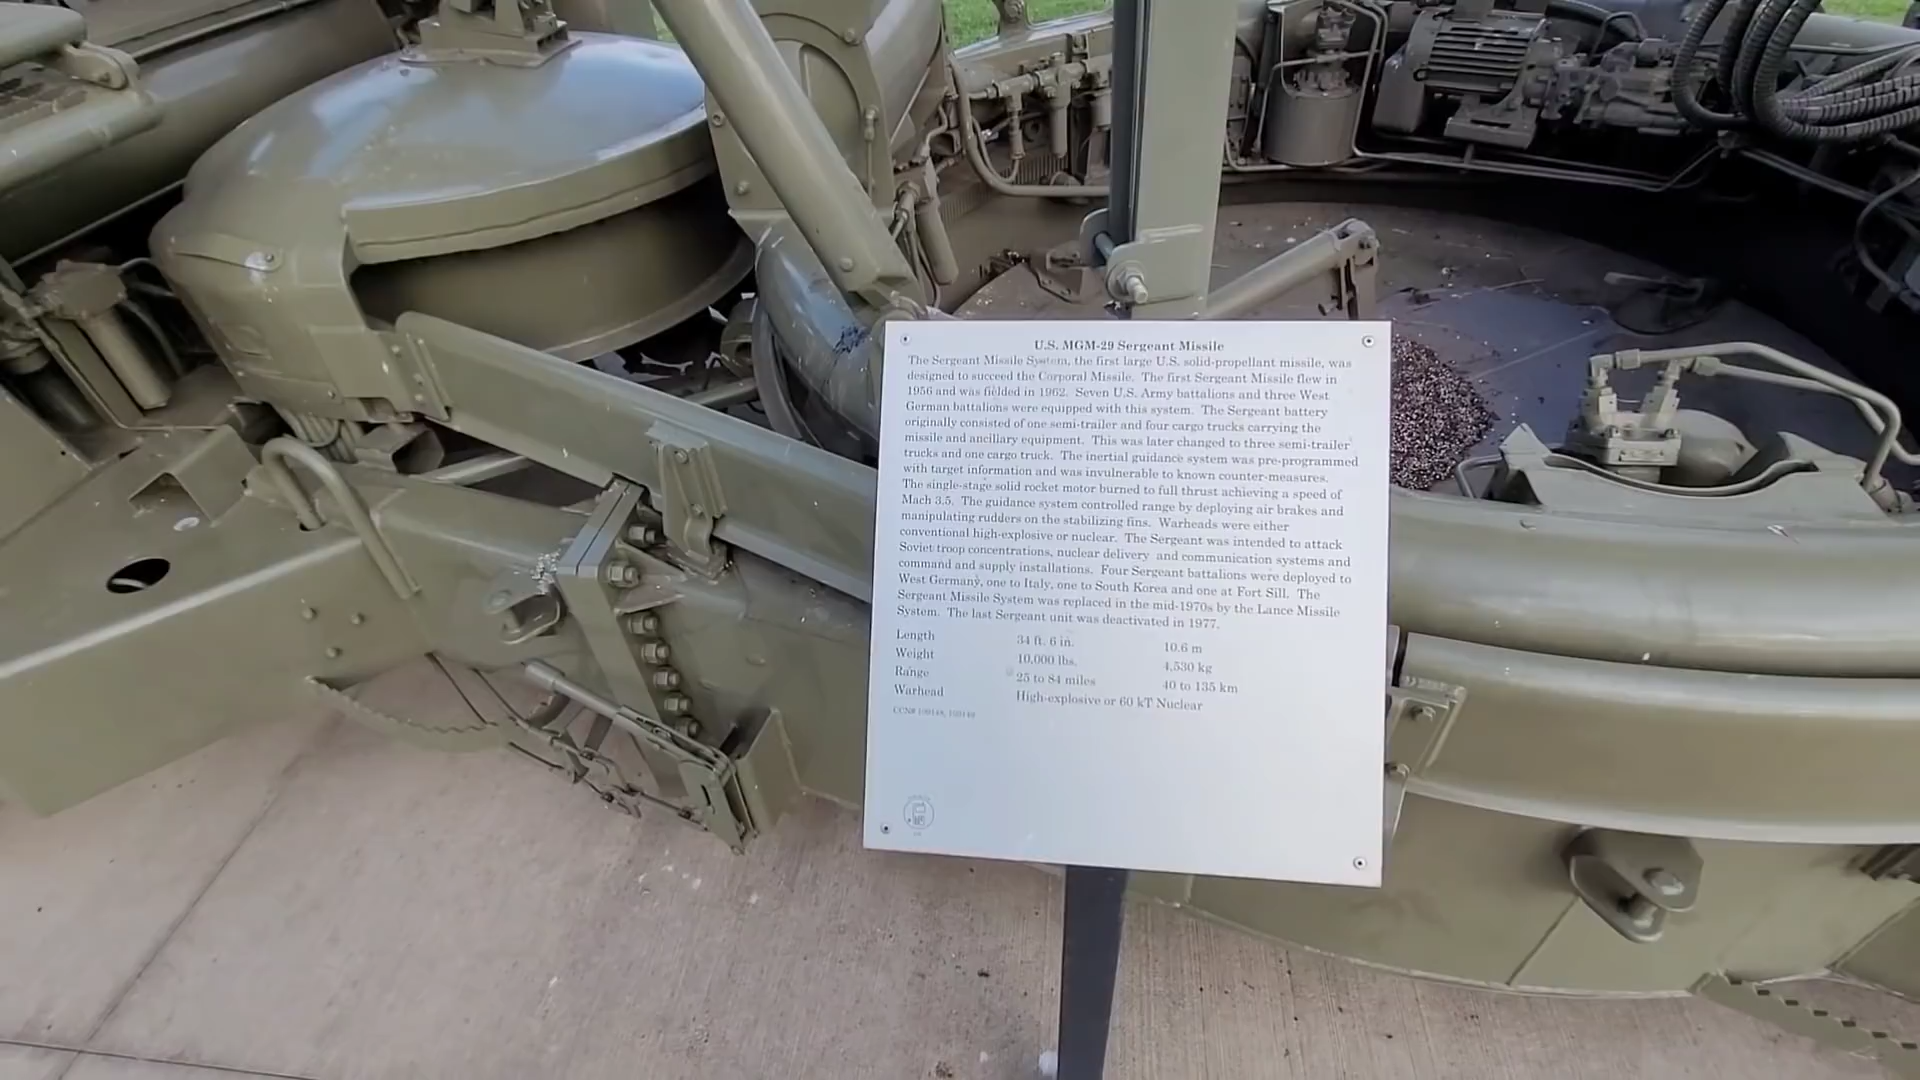 U.S. MGM-29 Sergeant Missile
The Sergeant Missile System, the first large U.S. solid-propellant missile, was
designed to succeed the Corporal Missile. The first Sergeant Missile flew in
1956 and was fielded in 1962. Seven U.S. Army battalions and three West
German battalions were equipped with this system. The Sergeant battery
originally consisted of one semi-trailer and four cargo trucks carrying the
missile and ancillary equipment. This was later changed to three semi-trailer
trucks and one cargo truck. The inertial guidance system was pre-programmed
with target information and was invulnerable to known counter-measures.
The single-stage solid rocket motor burned to full thrust achieving a speed of
Mach 3.5. The guidance system controlled range by deploying air brakes and
manipulating rudders on the stabilizing fins. Warheads were either
conventional high-explosive or nuclear. The Sergeant was intended to attack
Soviet troop concentrations, nuclear delivery and communication systems and
command and supply installations. Four Sergeant battalions were deployed to
West Germany, one to Italy, one to South Korea and one at Fort Sill. The
Sergeant Missile System was replaced in the mid-1970s by the Lance Missile
System. The last Sergeant unit was deactivated in 1977.
Length 34 ft. 6 in. 10.6 m
Weight 10,000 lbs. 4,530 kg
Range 25 to 84 miles 40 to 135 km
Warhead High-explosive or 60 kT Nuclear
CCN#